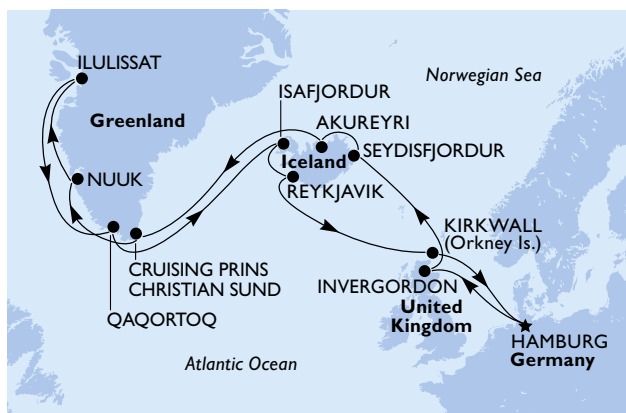 ILULISSAT
Norwegian Sea
ISAFJORDUR
Greenland
AKUREYRI
Iceland
SEYDISFJORDUR
NUUK
REYKJAVIK
KIRKWALL
(Orkney Is.)
CRUISING PRINS
CHRISTIAN SUND
INVERGORDON
United
Kingdom
QAQORTOQ
HAMBURG
Germany
Atlantic Ocean